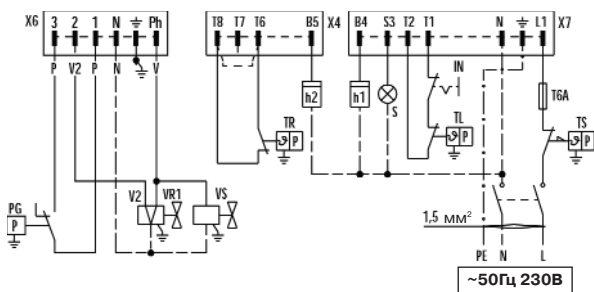 X6 3 2 1 N Ph T8 T7 T6 B5 X4 B4 S3 T2 T1 N L1 X7
P V2 P N V
IN
h2 h1 S T6A
TR P TL P TS P
PG P V2 VR1 VS
1,5 мм²
PE N L
~50Гц 230В